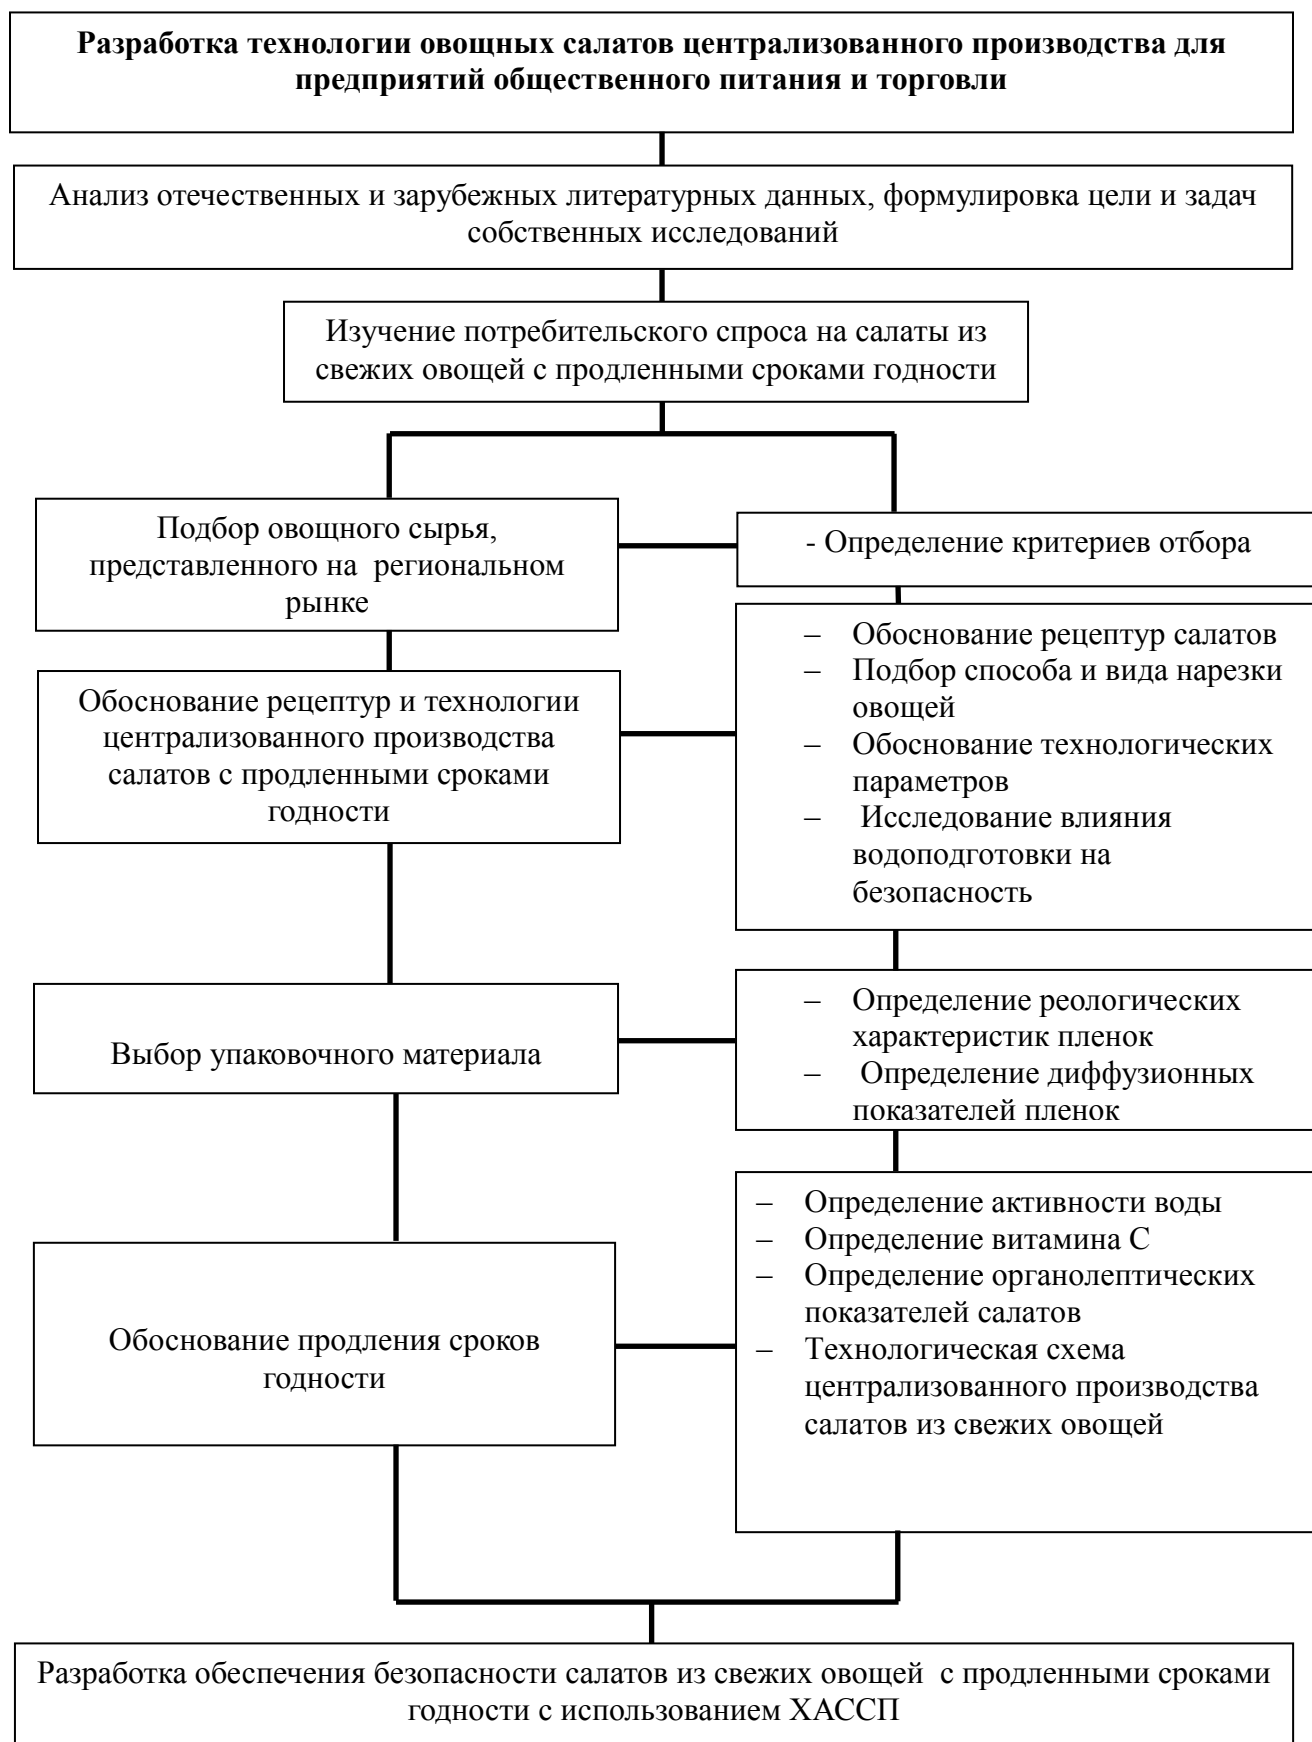 Разработка технологии овощных салатов централизованного производства для
предприятий общественного питания и торговли
Анализ отечественных и зарубежных литературных данных, формулировка цели и задач
собственных исследований
Изучение потребительского спроса на салаты из
свежих овощей с продленными сроками годности
Подбор овощного сырья,
представленного на региональном
рынке
- Определение критериев отбора
Обоснование рецептур и технологии
централизованного производства
салатов с продленными сроками
годности
– Обоснование рецептур салатов
– Подбор способа и вида нарезки
овощей
– Обоснование технологических
параметров
– Исследование влияния
водоподготовки на
безопасность
Выбор упаковочного материала
– Определение реологических
характеристик пленок
– Определение диффузионных
показателей пленок
Обоснование продления сроков
годности
– Определение активности воды
– Определение витамина С
– Определение органолептических
показателей салатов
– Технологическая схема
централизованного производства
салатов из свежих овощей
Разработка обеспечения безопасности салатов из свежих овощей с продленными сроками
годности с использованием ХАССП